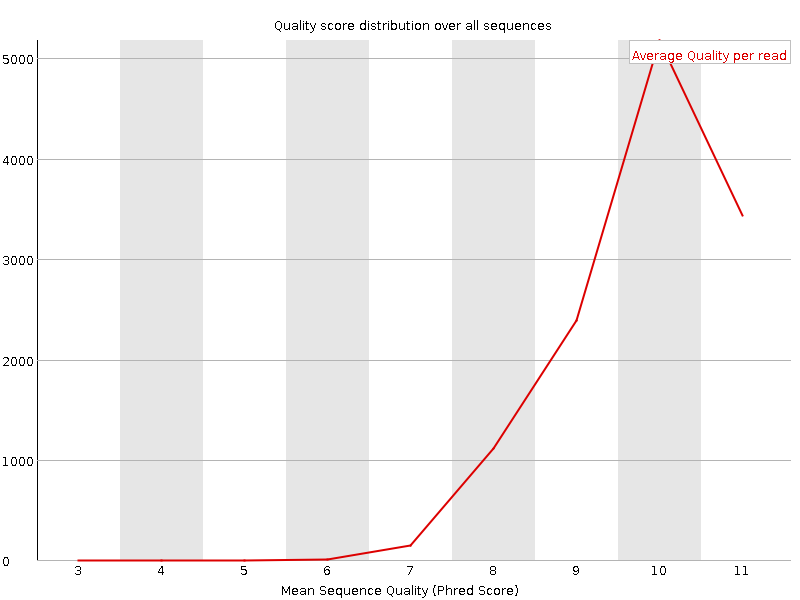 Quality score distribution over all sequences
Average Quality per read
5000
4000
3000
2000
1000
0
3 4 5 6 7 8 9 10 11
Mean Sequence Quality (Phred Score)